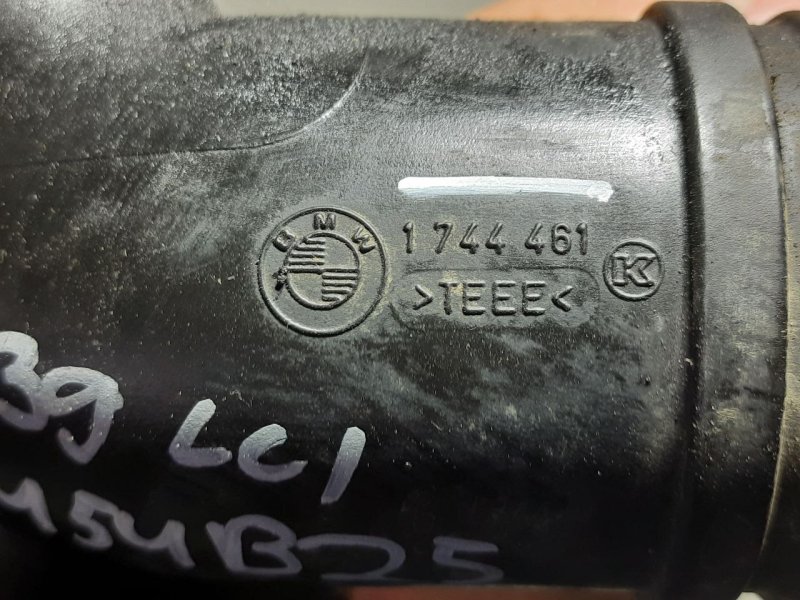 BMW
1 744 461
K
>TEEE<
39 LCI
M54B25